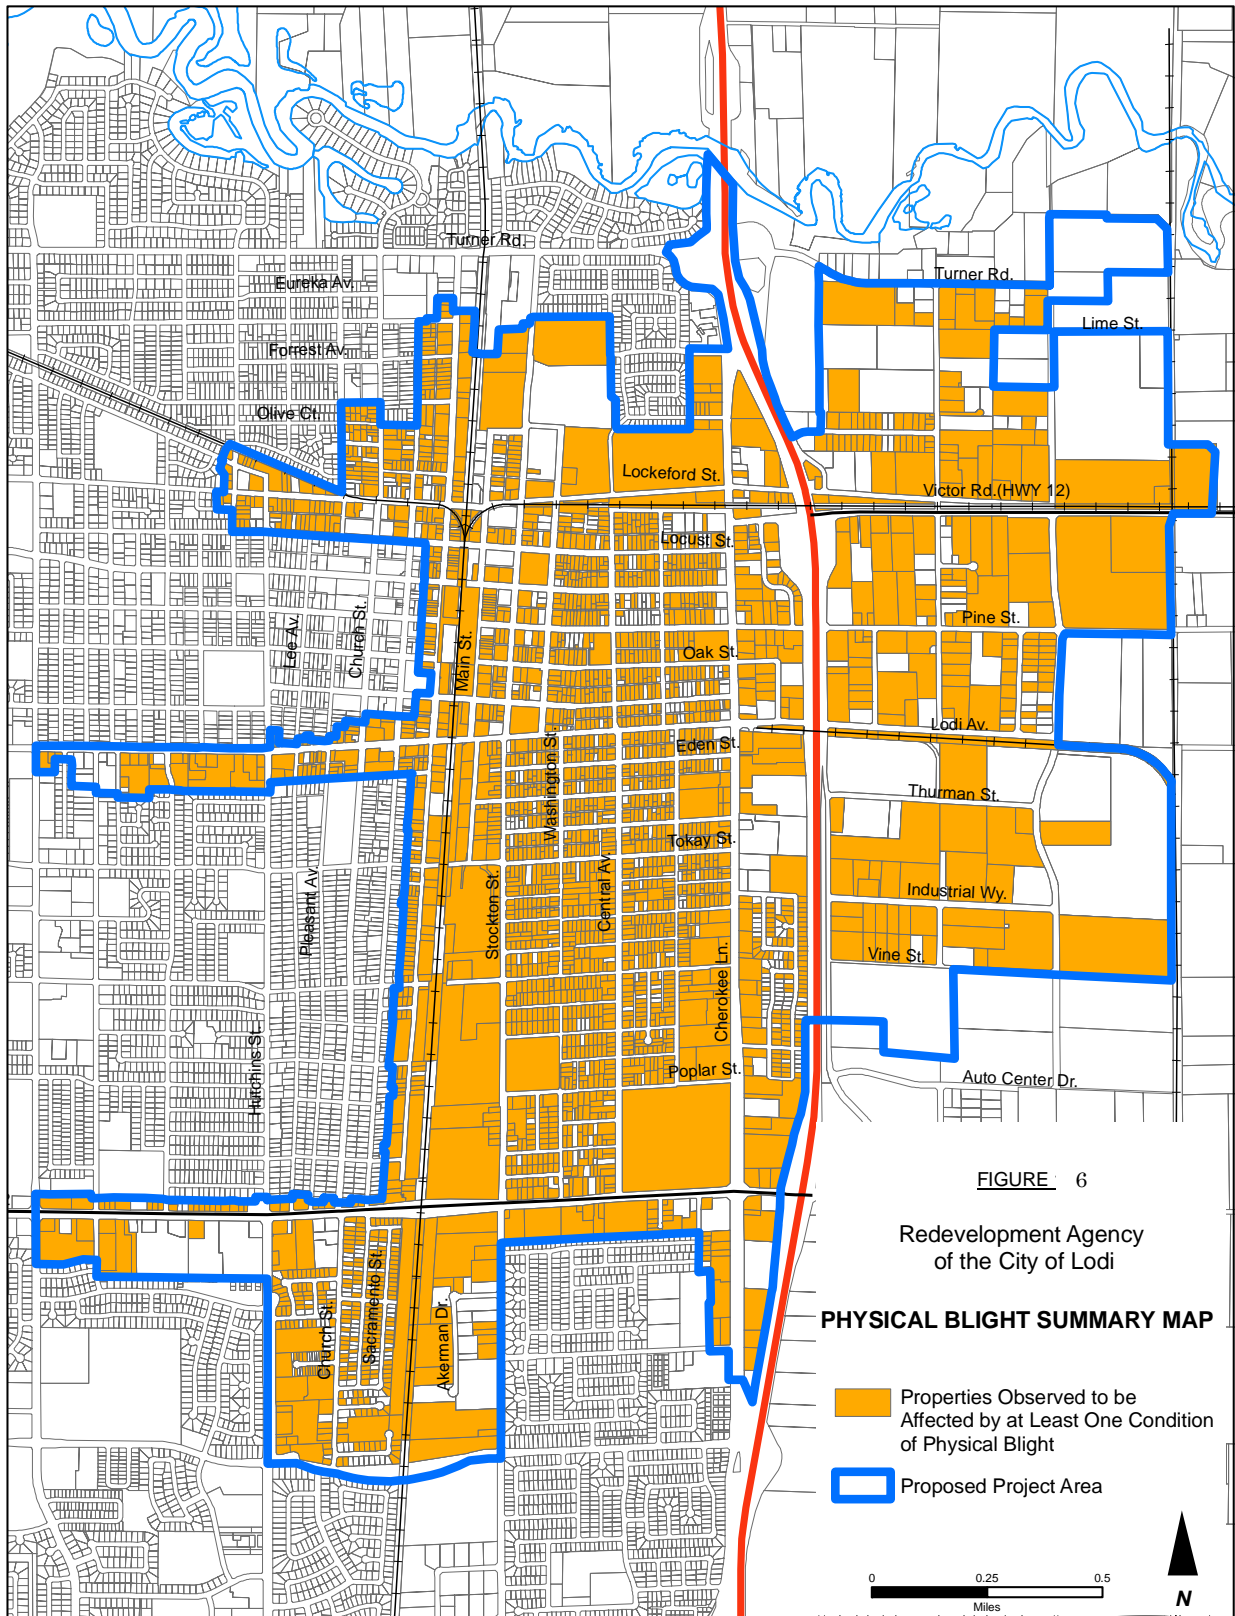 Turner Rd.
Eureka Av.
Turner Rd.
Lime St.
Forrest Av.
Olive Ct.
Lockeford St.
Victor Rd.(HWY 12)
Locust St.
Lee Av.
Church St.
Main St.
Pine St.
Oak St.
Lodi Av.
Eden St.
Washington St.
Thurman St.
Tokay St.
Central Av.
Industrial Wy.
Pleasant Av.
Stockton St.
Vine St.
Cherokee Ln.
Hutchins St.
Poplar St.
Auto Center Dr.
Church St.
Sacramento St.
Akerman Dr.
FIGURE 6
Redevelopment Agency
of the City of Lodi
PHYSICAL BLIGHT SUMMARY MAP
Properties Observed to be
Affected by at Least One Condition
of Physical Blight
Proposed Project Area
0 0.25 0.5
Miles
N